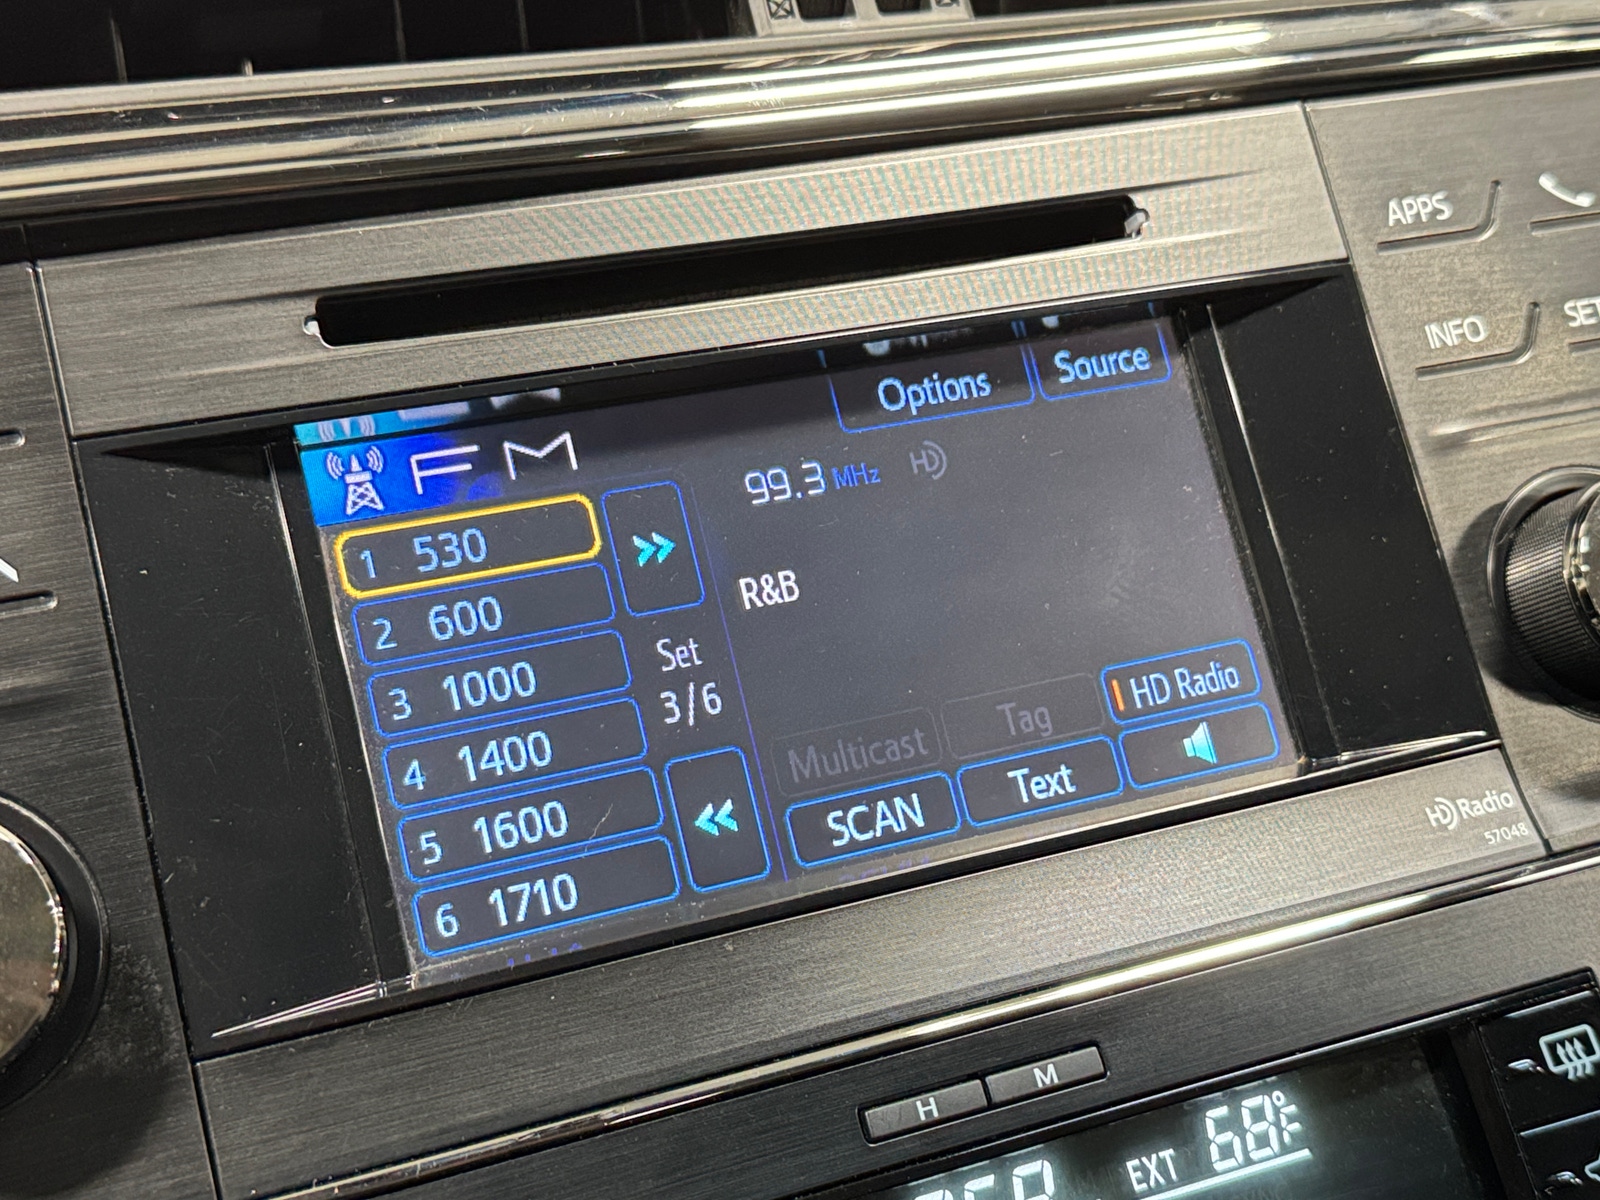 APPS
INFO
Options
Source
FM
99.3 MHz HD
1 530
2 600
3 1000
4 1400
5 1600
6 1710
Set
3/6
R&B
Multicast
Tag
HD Radio
SCAN
Text
HD Radio
57048
H
M
EXT 68°F